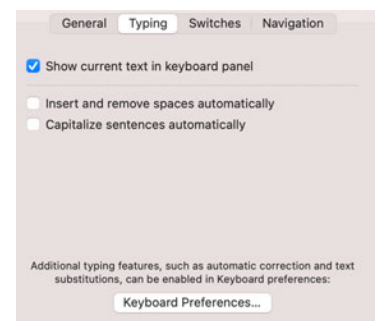 General Typing Switches Navigation
Show current text in keyboard panel
Insert and remove spaces automatically
Capitalize sentences automatically
Additional typing features, such as automatic correction and text
substitutions, can be enabled in Keyboard preferences:
Keyboard Preferences...